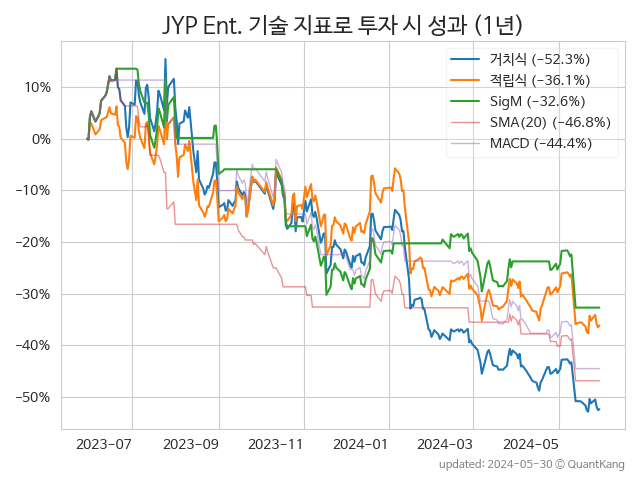 JYP Ent. 기술 지표로 투자 시 성과 (1년)
거치식 (−52.3%)
적립식 (−36.1%)
SigM (−32.6%)
SMA(20) (−46.8%)
MACD (−44.4%)
10%
0%
−10%
−20%
−30%
−40%
−50%
2023-07 2023-09 2023-11 2024-01 2024-03 2024-05
updated: 2024-05-30 © QuantKang